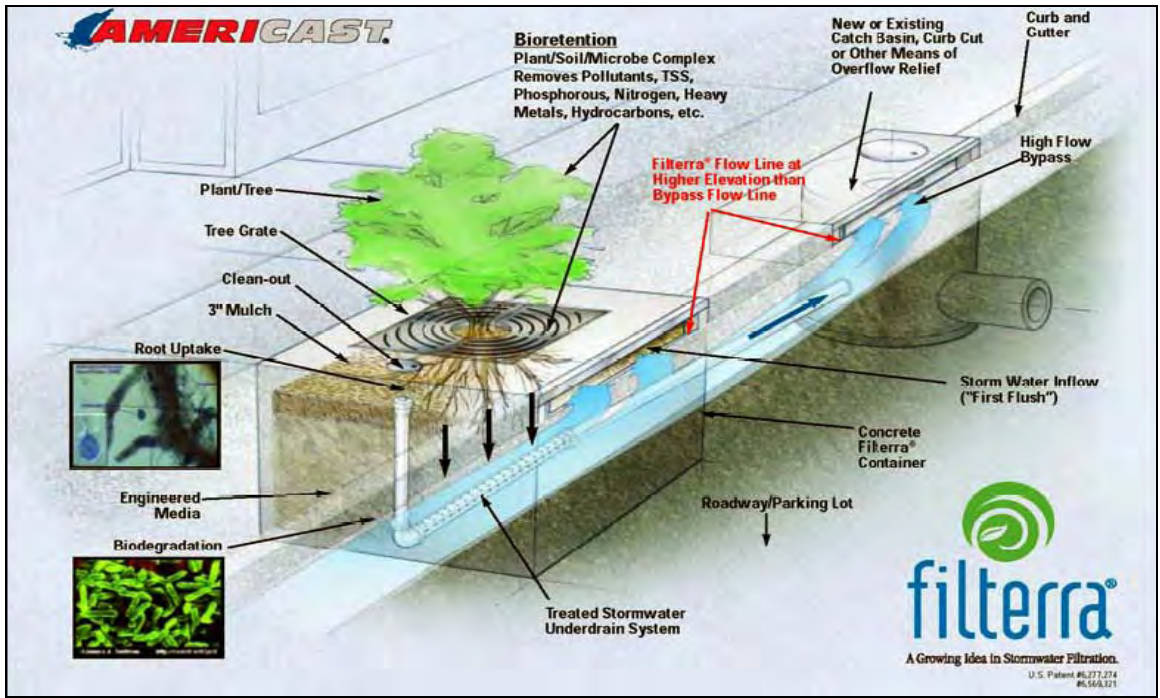 AMERICAST®
Bioretention
Plant/Soil/Microbe Complex
Removes Pollutants, TSS,
Phosphorous, Nitrogen, Heavy
Metals, Hydrocarbons, etc.
New or Existing
Catch Basin, Curb Cut
or Other Means of
Overflow Relief
Curb and
Gutter
High Flow
Bypass
Filterra® Flow Line at
Higher Elevation than
Bypass Flow Line
Plant/Tree
Tree Grate
Clean-out
3" Mulch
Root Uptake
Storm Water Inflow
("First Flush")
Concrete
Filterra®
Container
Engineered
Media
Roadway/Parking Lot
Biodegradation
Treated Stormwater
Underdrain System
filterra®
A Growing Idea in Stormwater Filtration.
U.S. Patent #6,277,274
#6,569,321